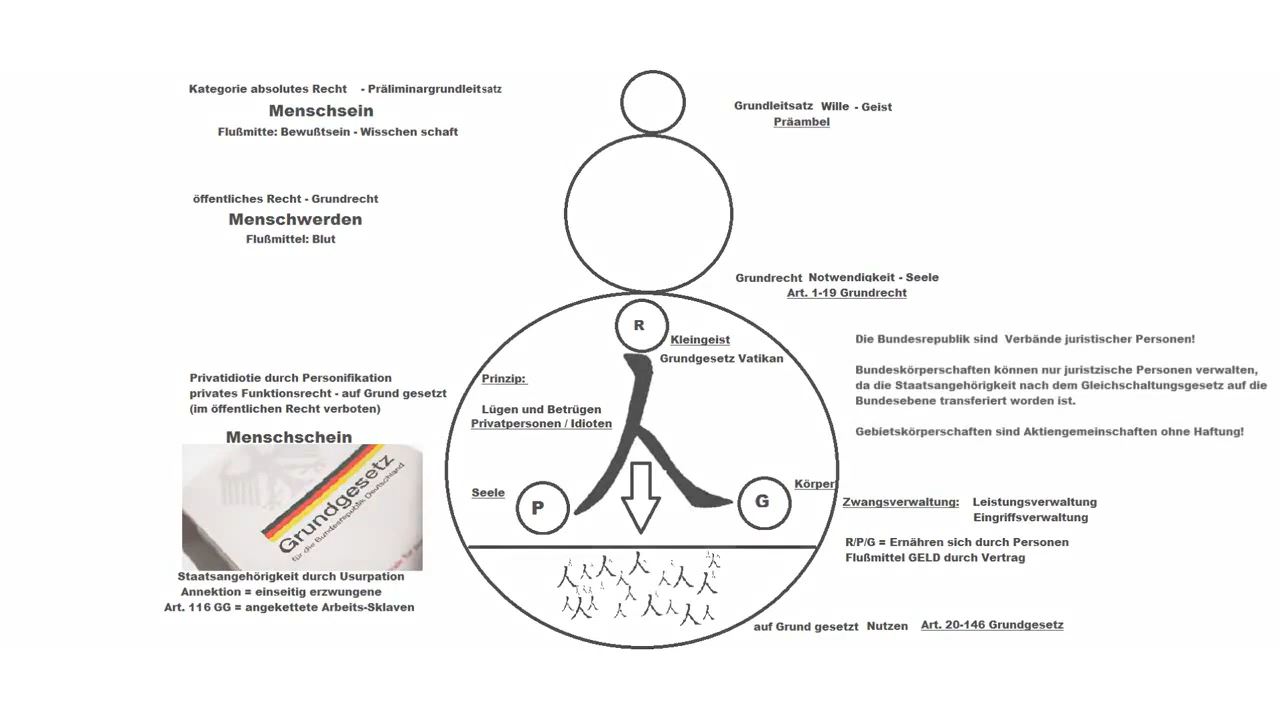 Kategorie absolutes Recht - Präliminargrundleitsatz
Menschsein
Flußmitte: Bewußtsein - Wisschen schaft
Grundleitsatz Wille - Geist
Präambel
öffentliches Recht - Grundrecht
Menschwerden
Flußmittel: Blut
Grundrecht Notwendigkeit - Seele
Art. 1-19 Grundrecht
R
Kleingeist
Grundgesetz Vatikan
Prinzip:
Lügen und Betrügen
Privatpersonen / Idioten
Seele
P
G
Körper
Privatidiotie durch Personifikation
privates Funktionsrecht - auf Grund gesetzt
(im öffentlichen Recht verboten)
Menschschein
Grundgesetz
für die Bundesrepublik Deutschland
Staatsangehörigkeit durch Usurpation
Annektion = einseitig erzwungene
Art. 116 GG = angekettete Arbeits-Sklaven
Die Bundesrepublik sind Verbände juristischer Personen!
Bundeskörperschaften können nur juristzische Personen verwalten,
da die Staatsangehörigkeit nach dem Gleichschaltungsgesetz auf die
Bundesebene transferiert worden ist.
Gebietskörperschaften sind Aktiengemeinschaften ohne Haftung!
Zwangsverwaltung: Leistungsverwaltung
Eingriffsverwaltung
R/P/G = Ernähren sich durch Personen
Flußmittel GELD durch Vertrag
auf Grund gesetzt Nutzen Art. 20-146 Grundgesetz